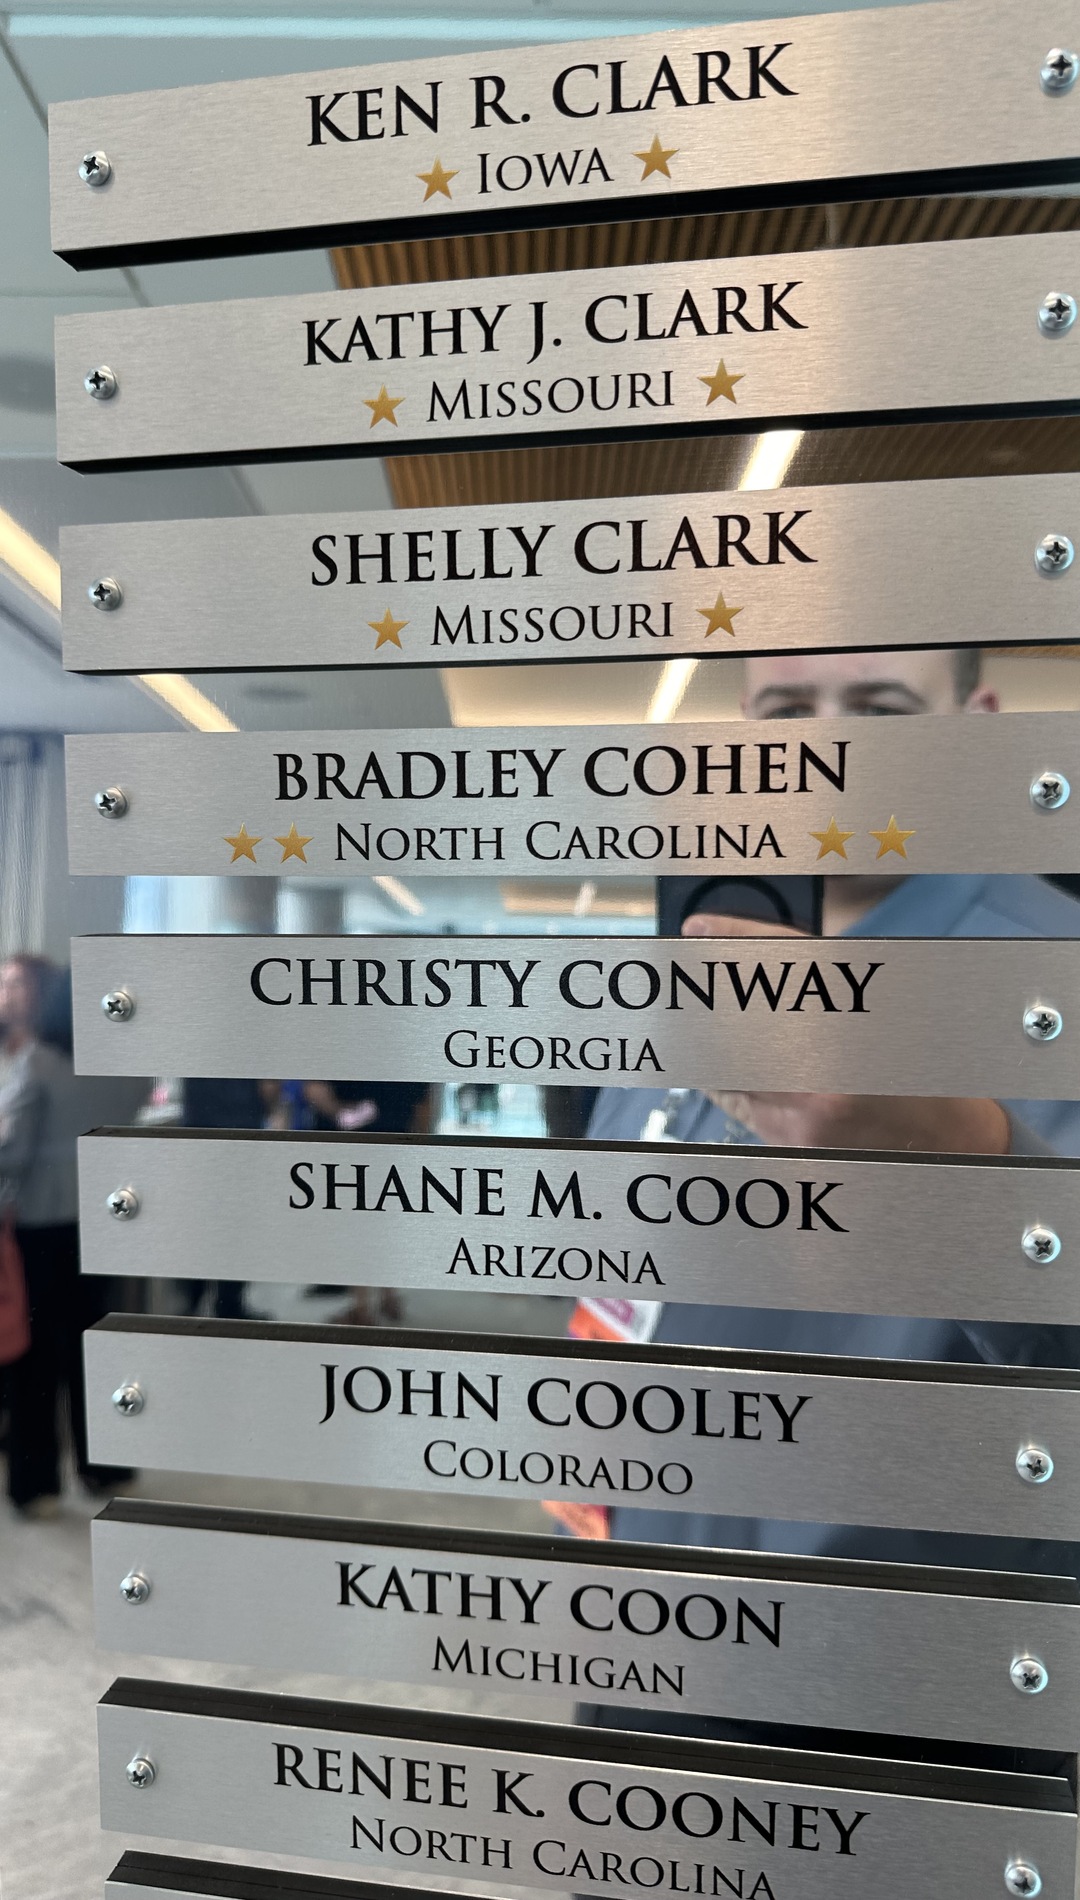 KEN R. CLARK
★ IOWA ★
KATHY J. CLARK
★ MISSOURI ★
SHELLY CLARK
★ MISSOURI ★
BRADLEY COHEN
★★ NORTH CAROLINA ★★
CHRISTY CONWAY
GEORGIA
SHANE M. COOK
ARIZONA
JOHN COOLEY
COLORADO
KATHY COON
MICHIGAN
RENEE K. COONEY
NORTH CAROLINA